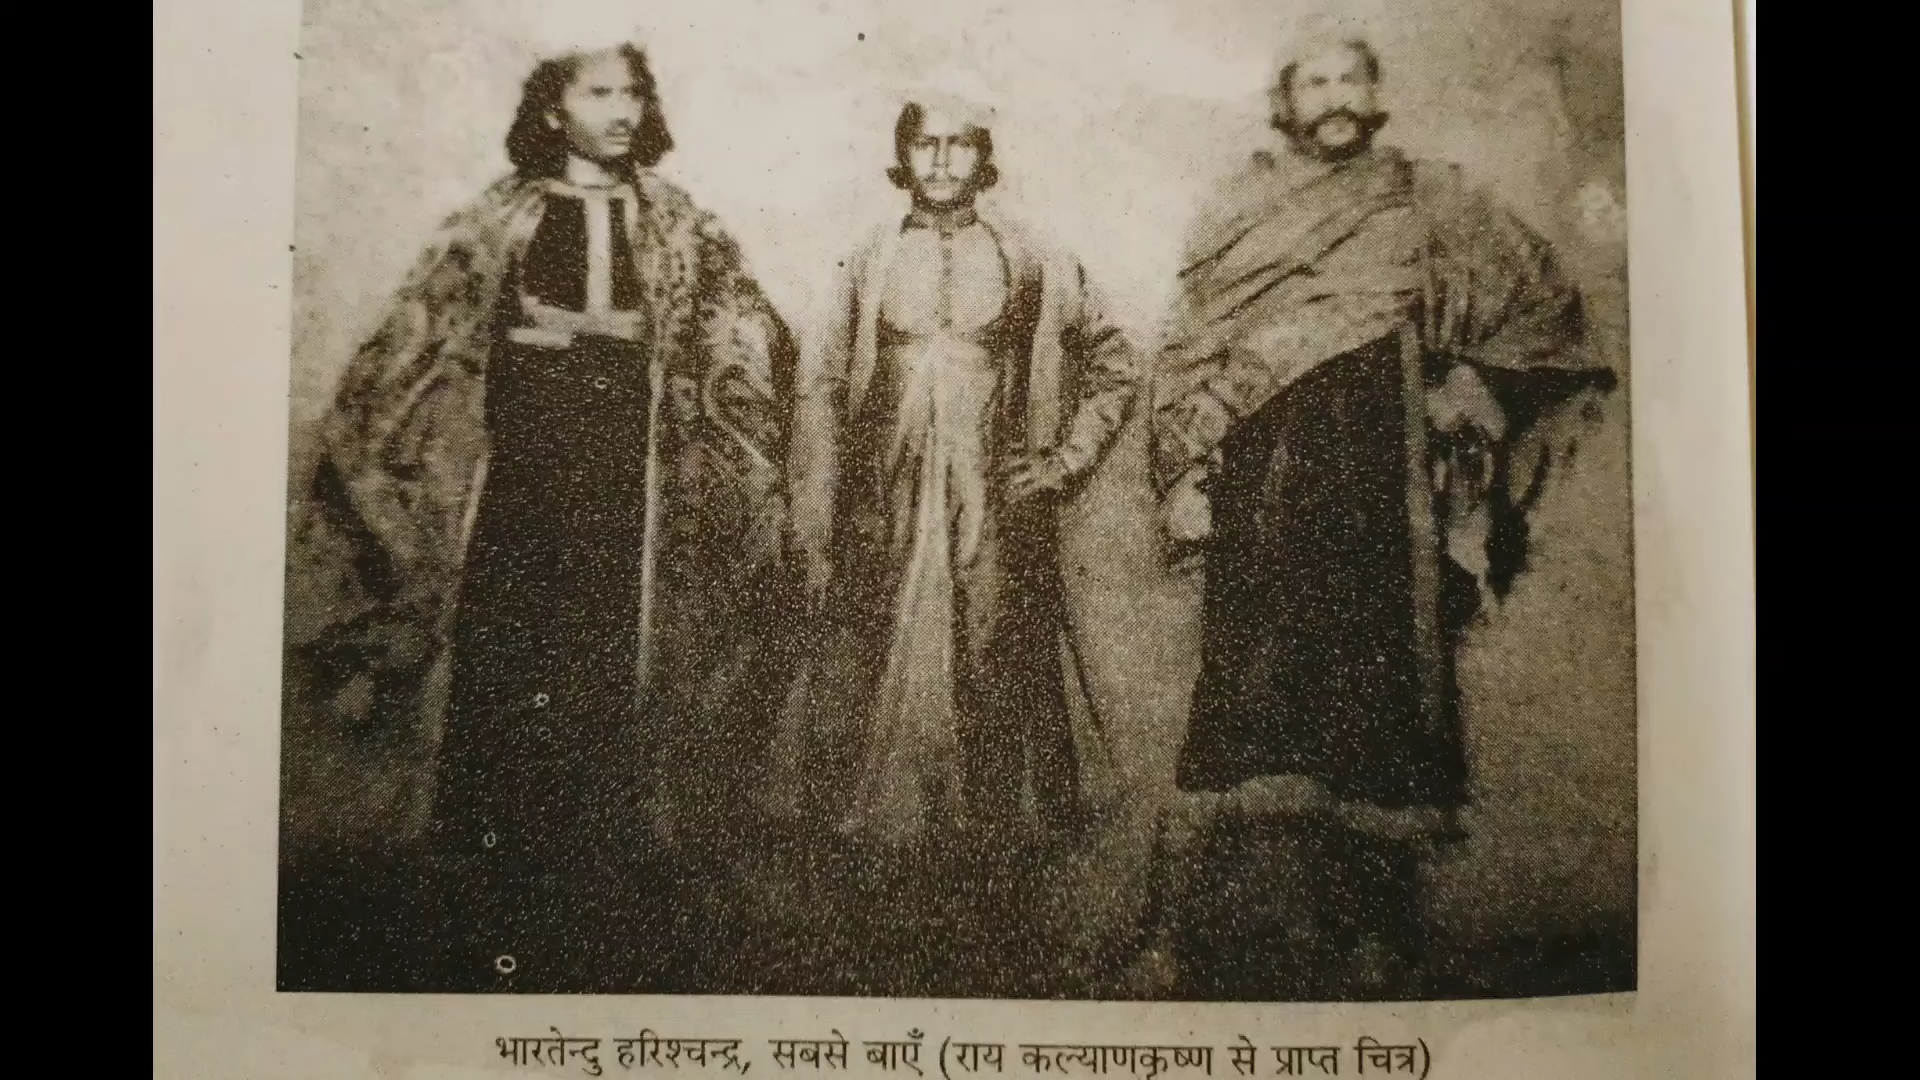 भारतेन्दु हरिश्चन्द्र, सबसे बाएँ (राय कल्याणकृष्ण से प्राप्त चित्र)